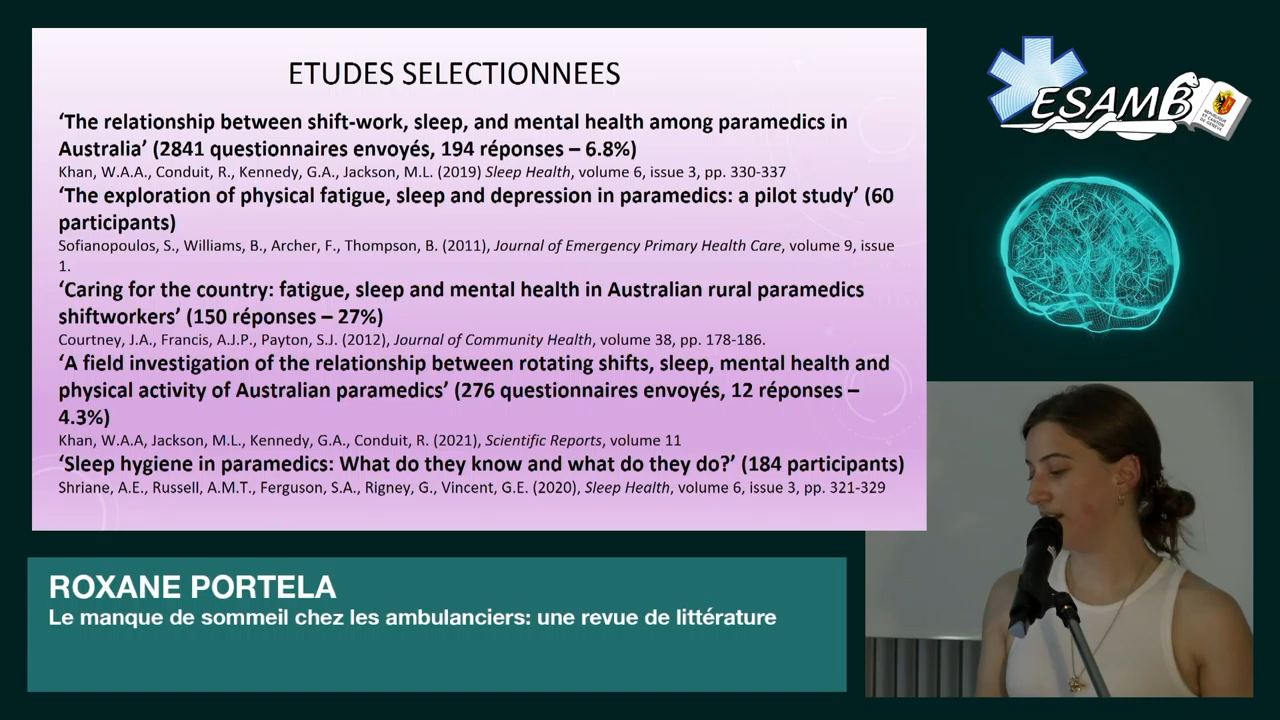 ETUDES SELECTIONNEES
‘The relationship between shift-work, sleep, and mental health among paramedics in
Australia’ (2841 questionnaires envoyés, 194 réponses – 6.8%)
Khan, W.A.A., Conduit, R., Kennedy, G.A., Jackson, M.L. (2019) Sleep Health, volume 6, issue 3, pp. 330-337
‘The exploration of physical fatigue, sleep and depression in paramedics: a pilot study’ (60
participants)
Sofianopoulos, S., Williams, B., Archer, F., Thompson, B. (2011), Journal of Emergency Primary Health Care, volume 9, issue
1.
‘Caring for the country: fatigue, sleep and mental health in Australian rural paramedics
shiftworkers’ (150 réponses – 27%)
Courtney, J.A., Francis, A.J.P., Payton, S.J. (2012), Journal of Community Health, volume 38, pp. 178-186.
‘A field investigation of the relationship between rotating shifts, sleep, mental health and
physical activity of Australian paramedics’ (276 questionnaires envoyés, 12 réponses –
4.3%)
Khan, W.A.A, Jackson, M.L., Kennedy, G.A., Conduit, R. (2021), Scientific Reports, volume 11
‘Sleep hygiene in paramedics: What do they know and what do they do?’ (184 participants)
Shriane, A.E., Russell, A.M.T., Ferguson, S.A., Rigney, G., Vincent, G.E. (2020), Sleep Health, volume 6, issue 3, pp. 321-329
ESAMB
REPUBLIQUE
ET CANTON
DE GENEVE
ROXANE PORTELA
Le manque de sommeil chez les ambulanciers: une revue de littérature